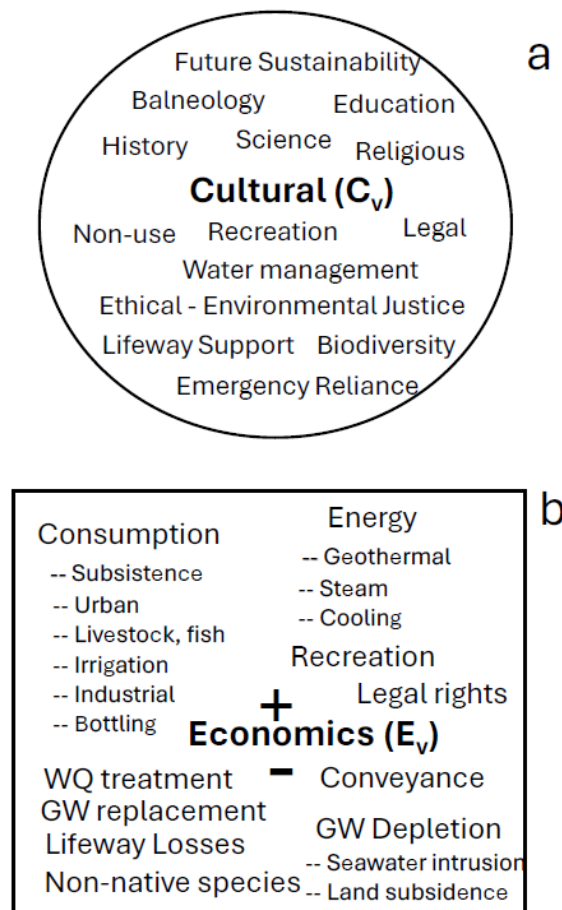 a
Future Sustainability
Balneology
Education
History
Science
Religious
Cultural (Cv)
Non-use
Recreation
Legal
Water management
Ethical - Environmental Justice
Lifeway Support
Biodiversity
Emergency Reliance
b
Consumption
-- Subsistence
-- Urban
-- Livestock, fish
-- Irrigation
-- Industrial
-- Bottling
Energy
-- Geothermal
-- Steam
-- Cooling
Recreation
Legal rights
+
Economics (Ev)
-
WQ treatment
GW replacement
Lifeway Losses
Non-native species
Conveyance
GW Depletion
-- Seawater intrusion
-- Land subsidence